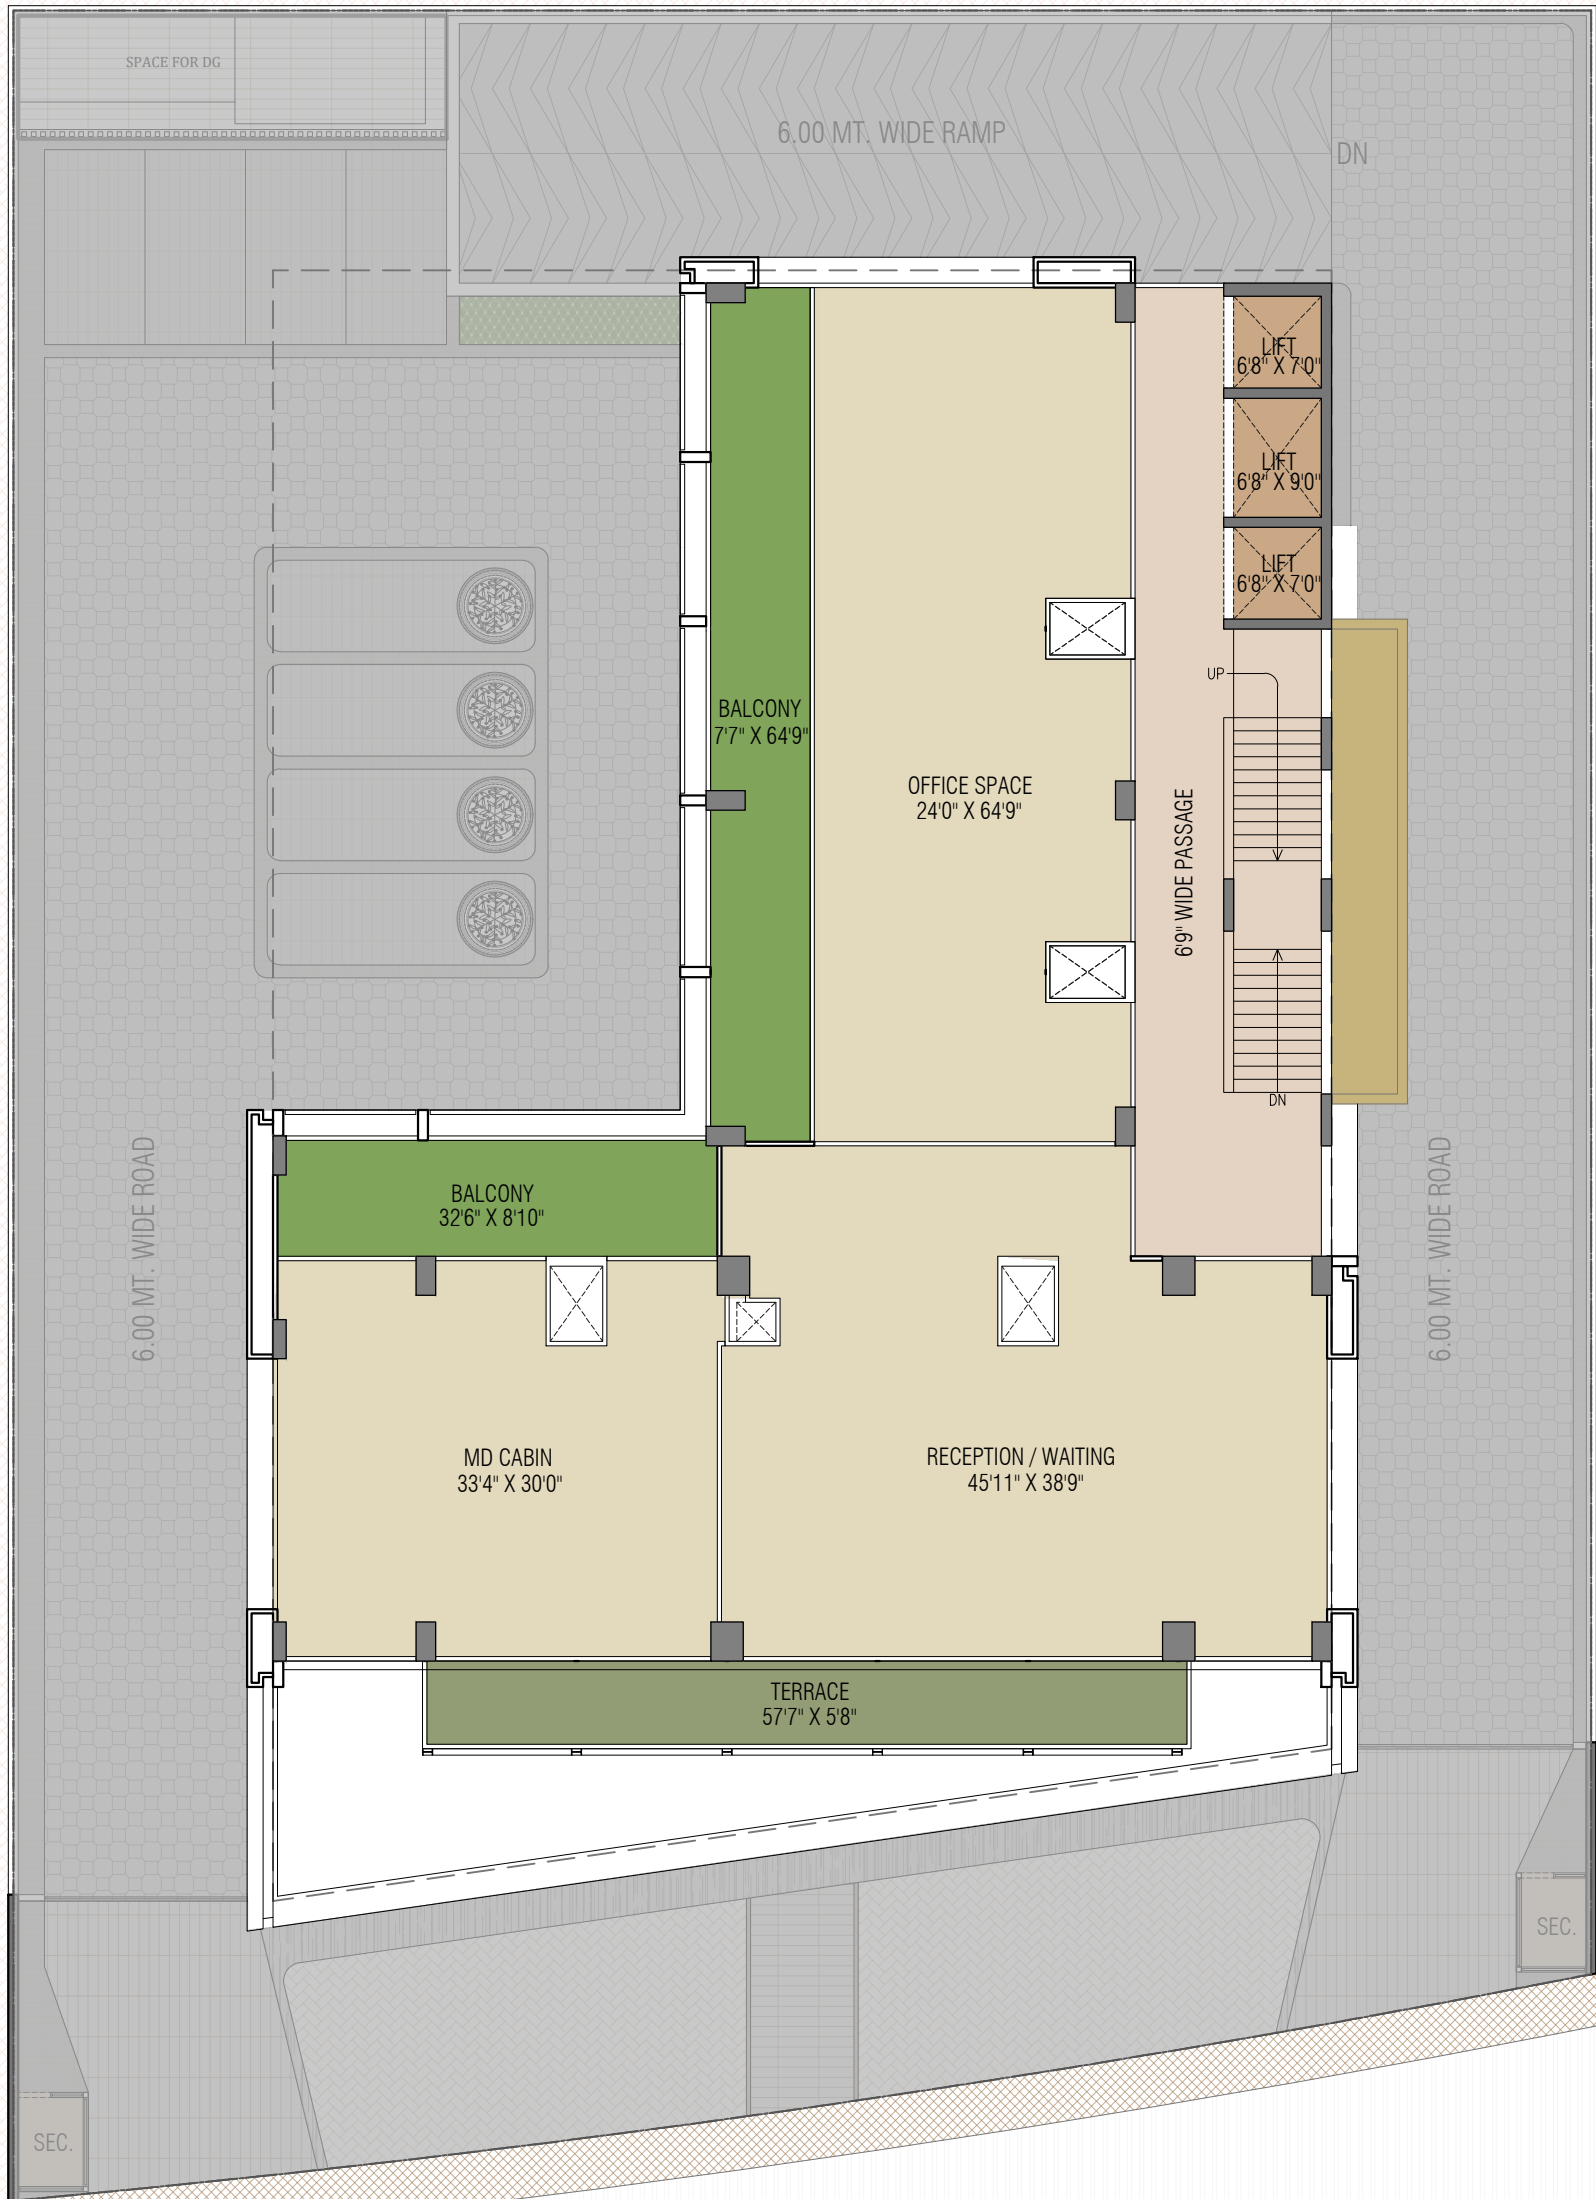 SPACE FOR DG
6.00 MT. WIDE RAMP
DN
LIFT
6'8" X 7'0"
LIFT
6'8" X 9'0"
LIFT
6'8" X 7'0"
UP
BALCONY
7'7" X 64'9"
OFFICE SPACE
24'0" X 64'9"
6'9" WIDE PASSAGE
DN
6.00 MT. WIDE ROAD
BALCONY
32'6" X 8'10"
6.00 MT. WIDE ROAD
MD CABIN
33'4" X 30'0"
RECEPTION / WAITING
45'11" X 38'9"
TERRACE
57'7" X 5'8"
SEC.
SEC.